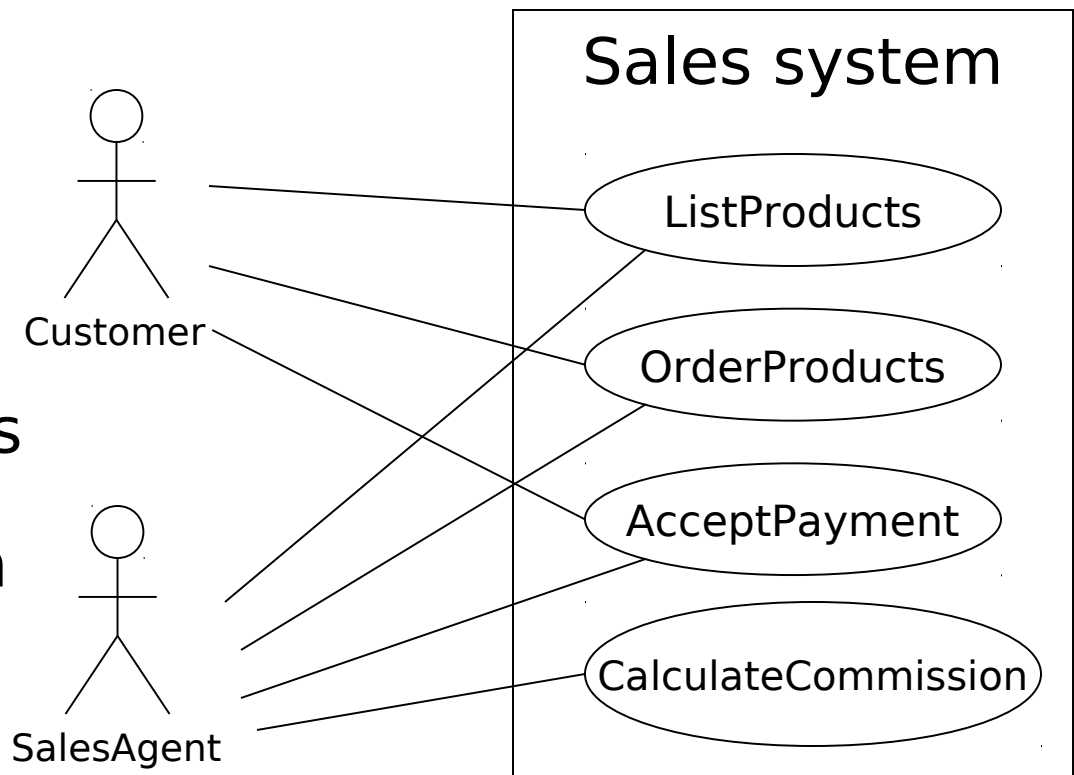 Sales system
ListProducts
Customer
OrderProducts
s
AcceptPayment
CalculateCommission
SalesAgent